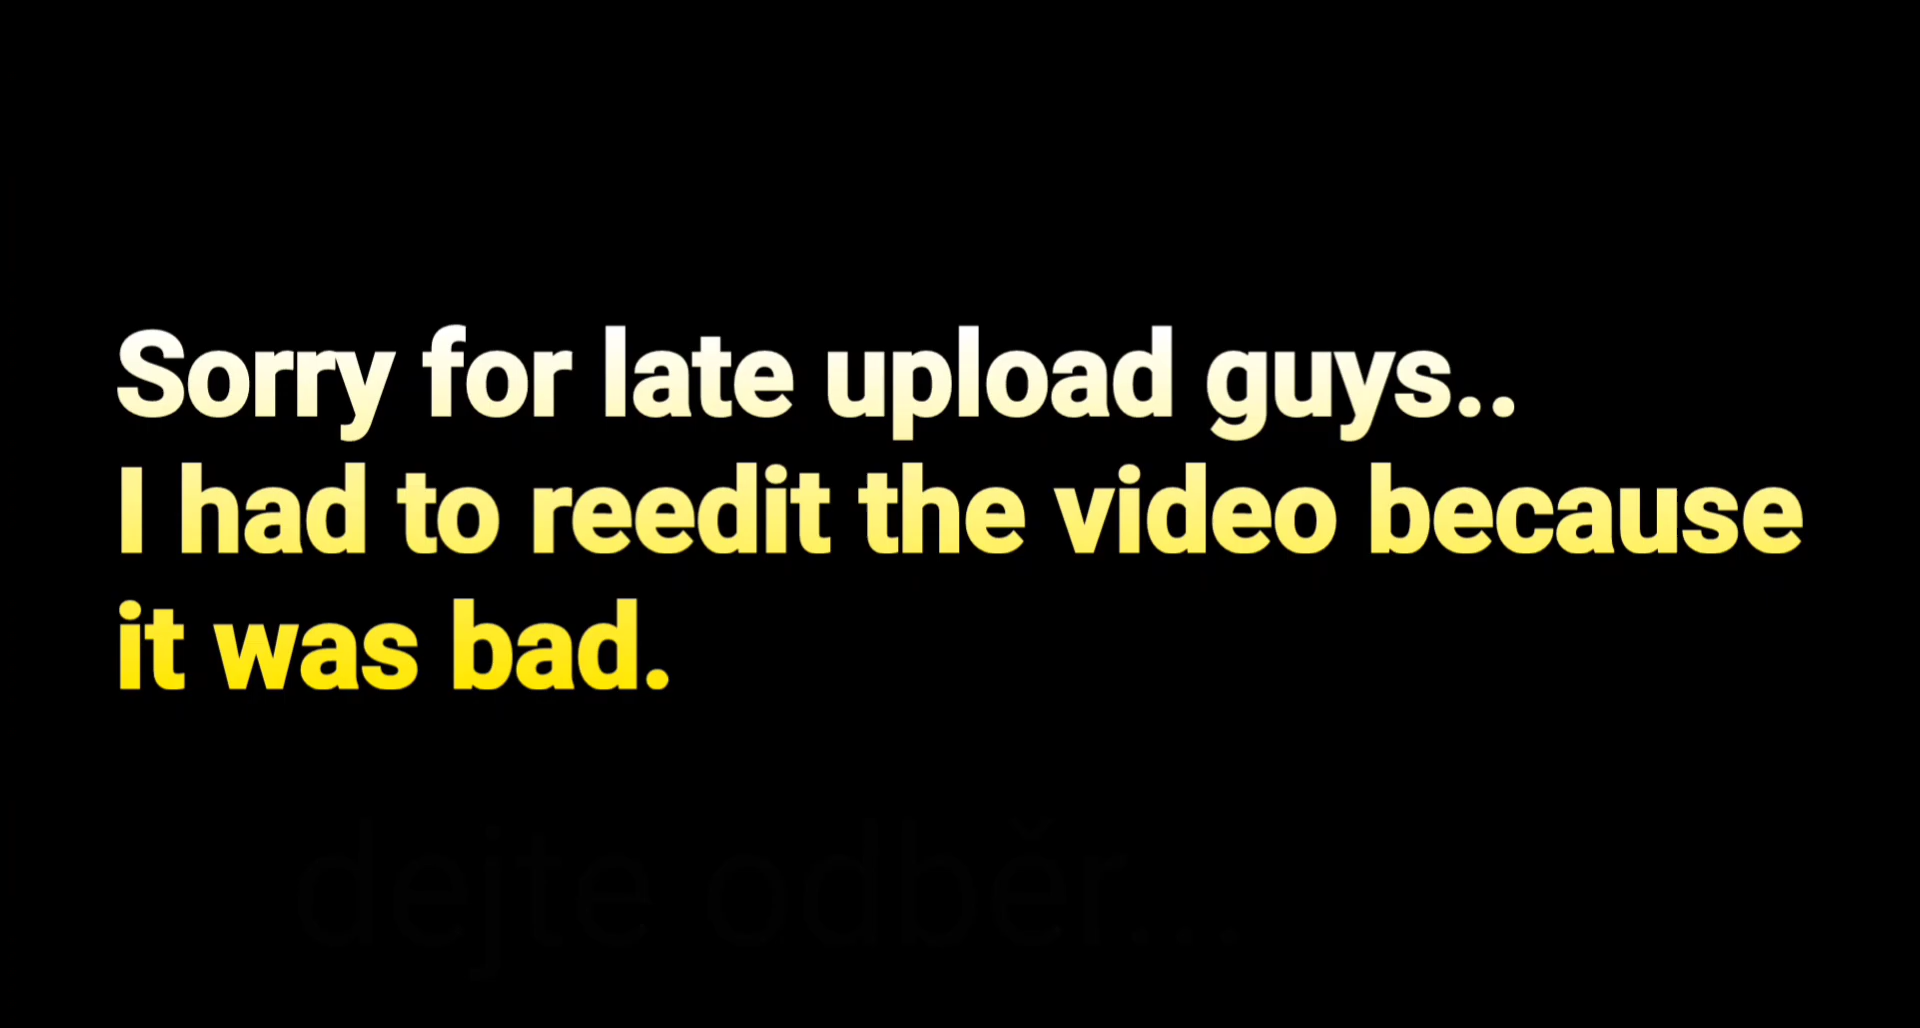 Sorry for late upload guys..
I had to reedit the video because
it was bad.
dejte odběr...